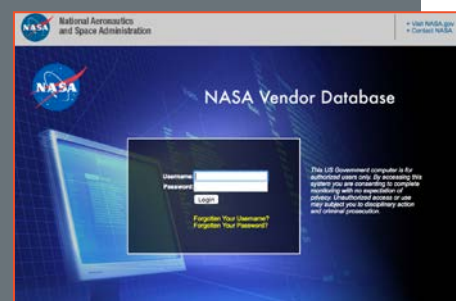 NASA
National Aeronautics
and Space Administration
+ Visit NASA.gov
+ Contact NASA
NASA
NASA Vendor Database
Username
Password
Login
Forgotten Your Username?
Forgotten Your Password?
This US Government computer is for
authorized users only. By accessing this
system you are consenting to complete
monitoring with no expectation of
privacy. Unauthorized access or use
may subject you to disciplinary action
and criminal prosecution.